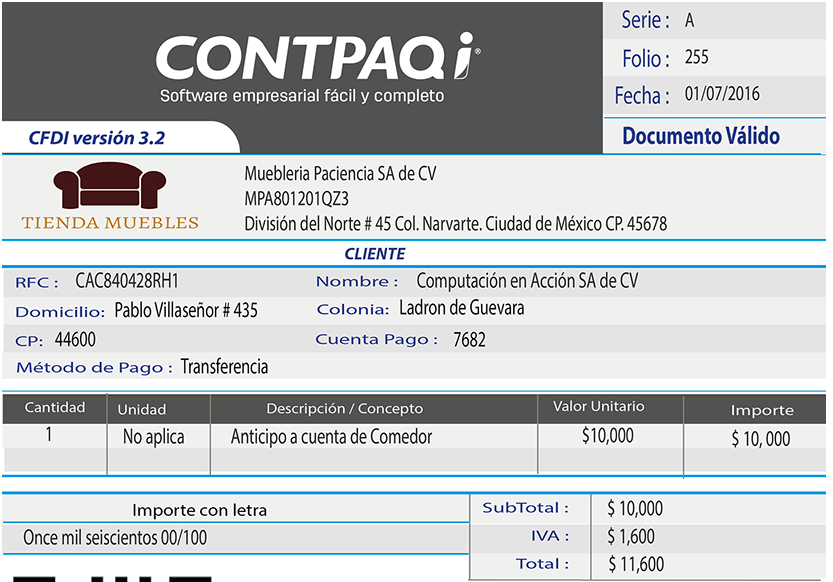 CONTPAQi®
Software empresarial fácil y completo
Serie : A
Folio : 255
Fecha : 01/07/2016
CFDI versión 3.2
Documento Válido
TIENDA MUEBLES
Muebleria Paciencia SA de CV
MPA801201QZ3
División del Norte # 45 Col. Narvarte. Ciudad de México CP. 45678
CLIENTE
RFC : CAC840428RH1 Nombre : Computación en Acción SA de CV
Domicilio: Pablo Villaseñor # 435 Colonia: Ladron de Guevara
CP: 44600 Cuenta Pago : 7682
Método de Pago : Transferencia
Cantidad Unidad Descripción / Concepto Valor Unitario Importe
1 No aplica Anticipo a cuenta de Comedor $10,000 $ 10, 000
Importe con letra
Once mil seiscientos 00/100
SubTotal : $ 10,000
IVA : $ 1,600
Total : $ 11,600